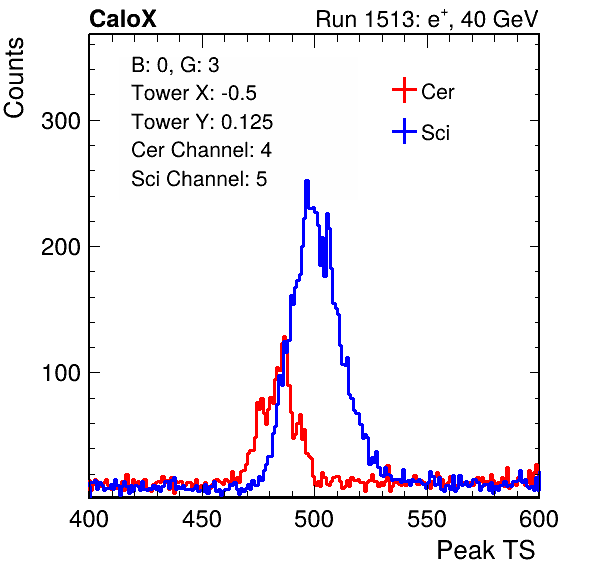 CaloX Run 1513: e⁺, 40 GeV
B: 0, G: 3
Tower X: -0.5
Tower Y: 0.125
Cer Channel: 4
Sci Channel: 5
Cer
Sci
Counts
300
200
100
400 450 500 550 600
Peak TS